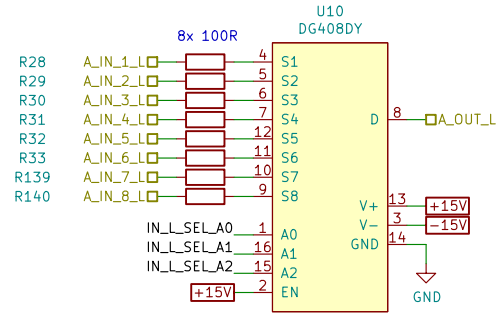 U10
DG408DY
8x 100R
R28 A_IN_1_L 4 S1
R29 A_IN_2_L 5 S2
R30 A_IN_3_L 6 S3
R31 A_IN_4_L 7 S4 D 8 A_OUT_L
R32 A_IN_5_L 12 S5
R33 A_IN_6_L 11 S6
R139 A_IN_7_L 10 S7
R140 A_IN_8_L 9 S8
V+ 13 +15V
V- 3 -15V
IN_L_SEL_A0 1 A0
GND 14
IN_L_SEL_A1 16 A1
IN_L_SEL_A2 15 A2
+15V 2 EN
GND